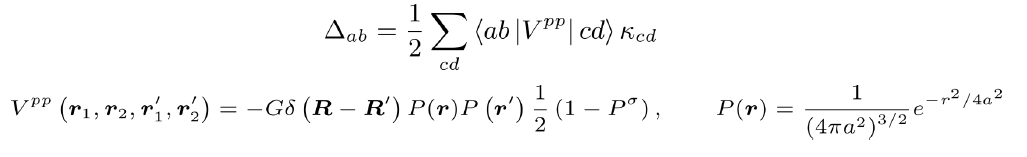 \Delta_{ab} = \frac{1}{2} \sum_{cd} \langle ab | V^{pp} | cd \rangle \kappa_{cd}
V^{pp} (\boldsymbol{r}_1, \boldsymbol{r}_2, \boldsymbol{r}_1', \boldsymbol{r}_2') = -G\delta (\boldsymbol{R} - \boldsymbol{R}') P(\boldsymbol{r}) P(\boldsymbol{r}') \frac{1}{2} (1 - P^{\sigma}), \qquad P(\boldsymbol{r}) = \frac{1}{(4\pi a^2)^{3/2}} e^{-r^2/4a^2}